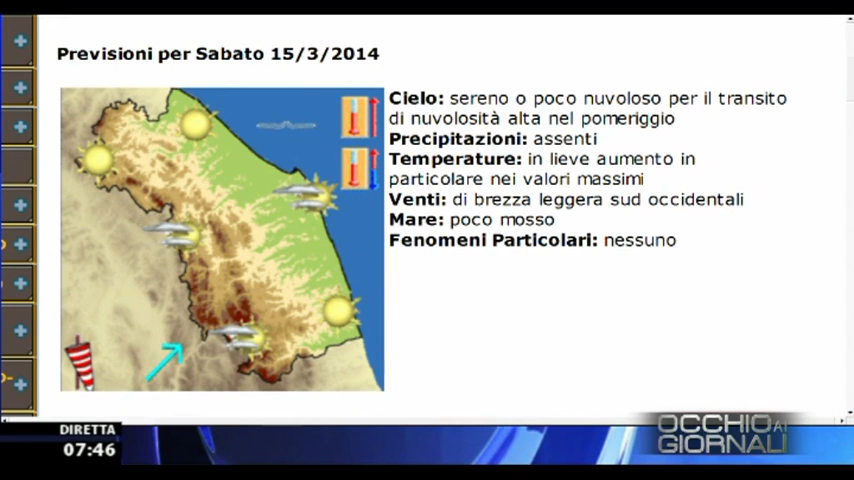 Previsioni per Sabato 15/3/2014
Cielo: sereno o poco nuvoloso per il transito
di nuvolosità alta nel pomeriggio
Precipitazioni: assenti
Temperature: in lieve aumento in
particolare nei valori massimi
Venti: di brezza leggera sud occidentali
Mare: poco mosso
Fenomeni Particolari: nessuno
DIRETTA
07:46
OCCHIO AI
GIORNALI